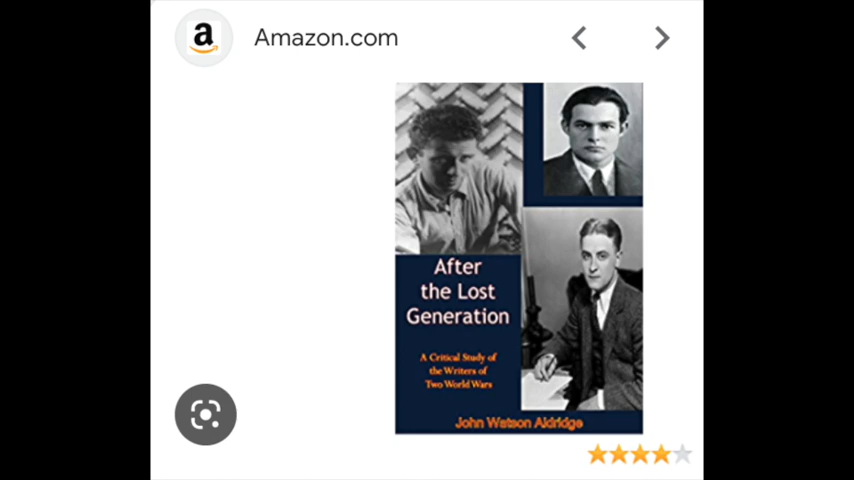 a Amazon.com
After
the Lost
Generation
A Critical Study of
the Writers of
Two World Wars
John Watson Aldridge